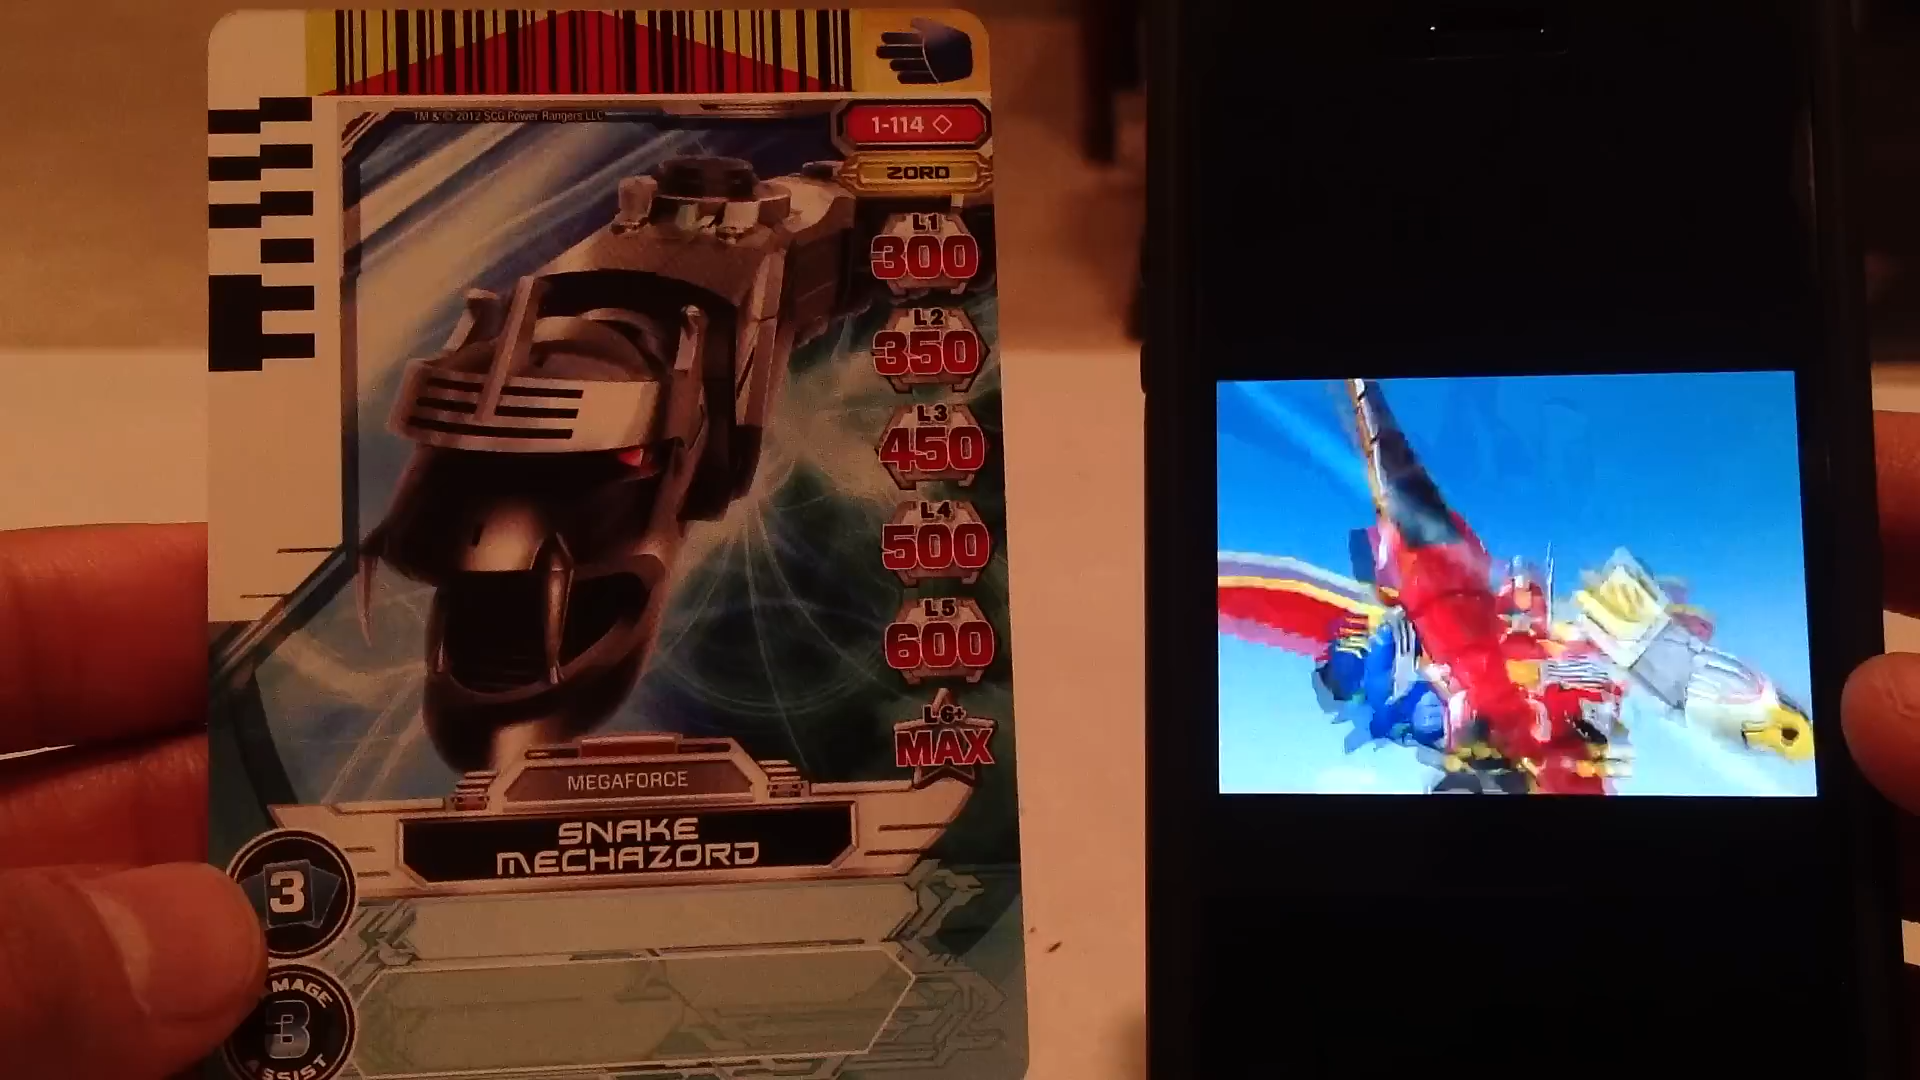 TM & © 2012 SCG Power Rangers LLC
1-114
ZORD
L1
300
L2
350
L3
450
L4
500
L5
600
L6+
MAX
MEGAFORCE
SNAKE
MECHAZORD
3
3
ASSIST